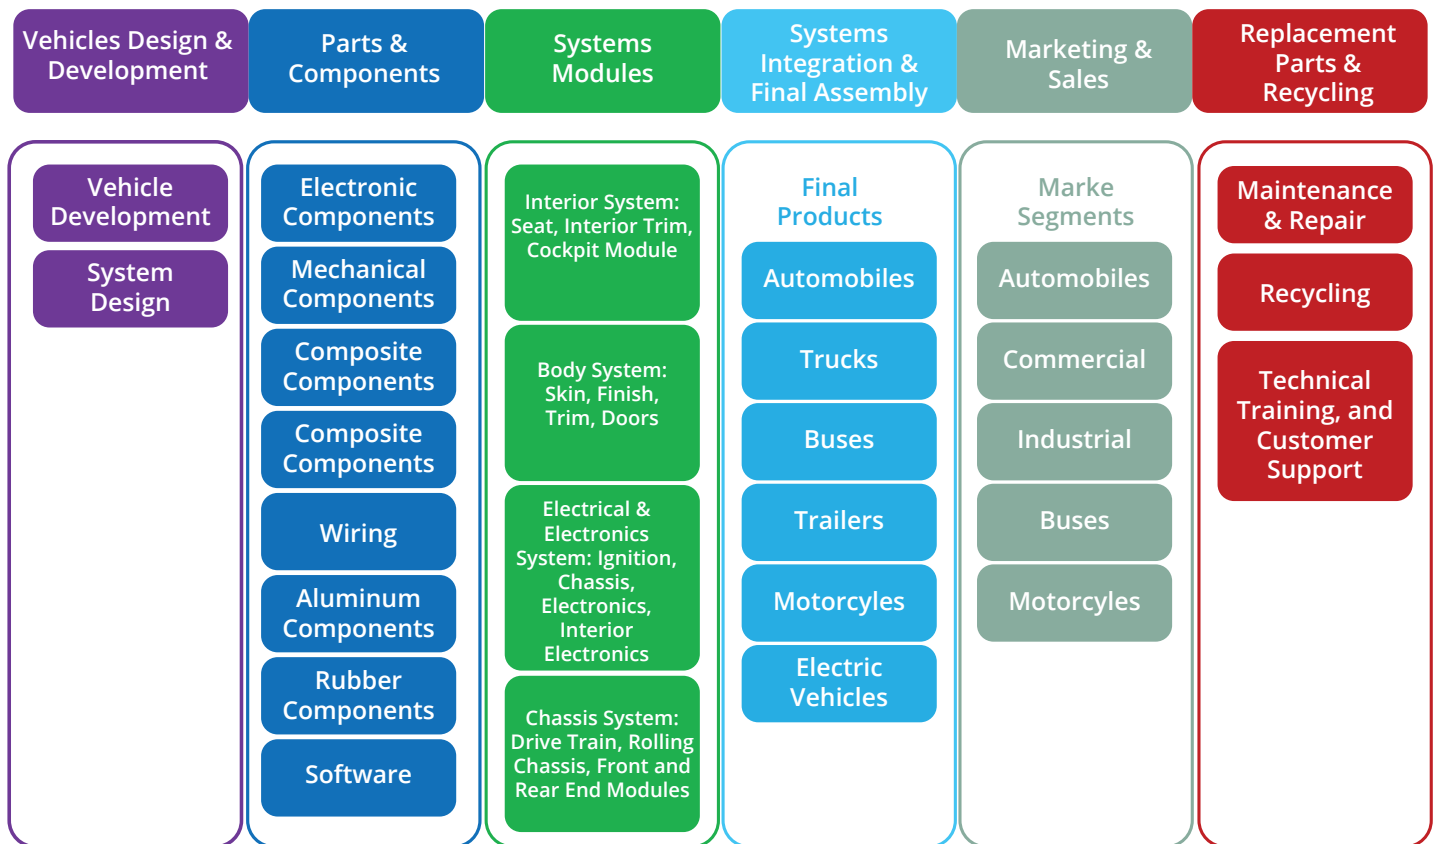 Vehicles Design &
Development
Parts &
Components
Systems
Modules
Systems
Integration &
Final Assembly
Marketing &
Sales
Replacement
Parts &
Recycling
Vehicle
Development
System
Design
Electronic
Components
Mechanical
Components
Composite
Components
Composite
Components
Wiring
Aluminum
Components
Rubber
Components
Software
Interior System:
Seat, Interior Trim,
Cockpit Module
Body System:
Skin, Finish,
Trim, Doors
Electrical &
Electronics
System: Ignition,
Chassis,
Electronics,
Interior
Electronics
Chassis System:
Drive Train, Rolling
Chassis, Front and
Rear End Modules
Final
Products
Automobiles
Trucks
Buses
Trailers
Motorcyles
Electric
Vehicles
Marke
Segments
Automobiles
Commercial
Industrial
Buses
Motorcyles
Maintenance
& Repair
Recycling
Technical
Training, and
Customer
Support